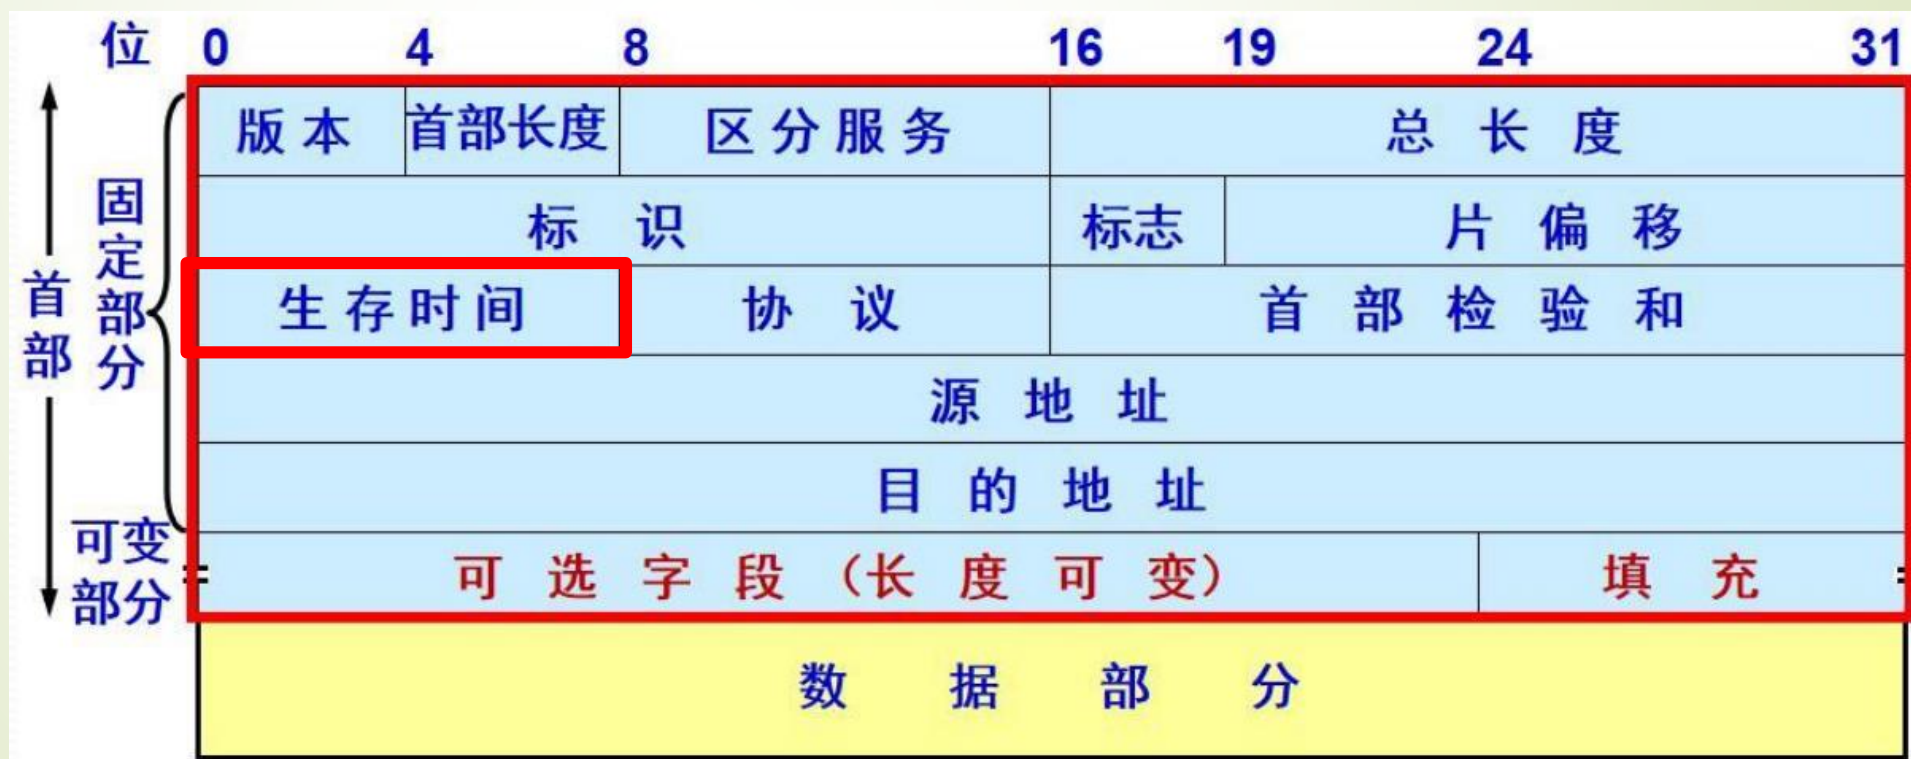 位 0 4 8 16 19 24 31
版本 首部长度 区分服务 总长度
标识 标志 片偏移
生存时间 协议 首部检验和
源地址
目的地址
可选字段（长度可变） 填充
数据部分
首部
固定部分
可变
部分